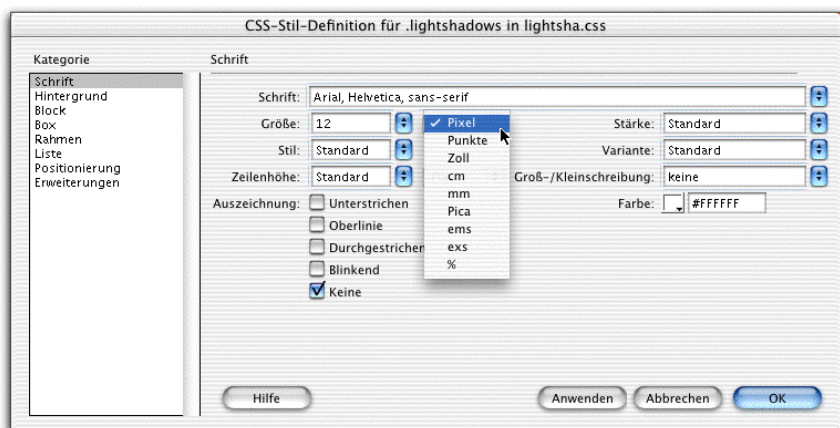 CSS-Stil-Definition für .lightshadows in lightsha.css
Kategorie
Schrift
Hintergrund
Block
Box
Rahmen
Liste
Positionierung
Erweiterungen
Schrift
Schrift: Arial, Helvetica, sans-serif
Größe: 12
✓ Pixel
Punkte
Zoll
cm
mm
Pica
ems
exs
%
Stärke: Standard
Stil: Standard
Variante: Standard
Zeilenhöhe: Standard
Groß-/Kleinschreibung: keine
Auszeichnung: Unterstrichen
Oberlinie
Durchgestrichen
Blinkend
Keine
Farbe: #FFFFFF
Hilfe
Anwenden
Abbrechen
OK